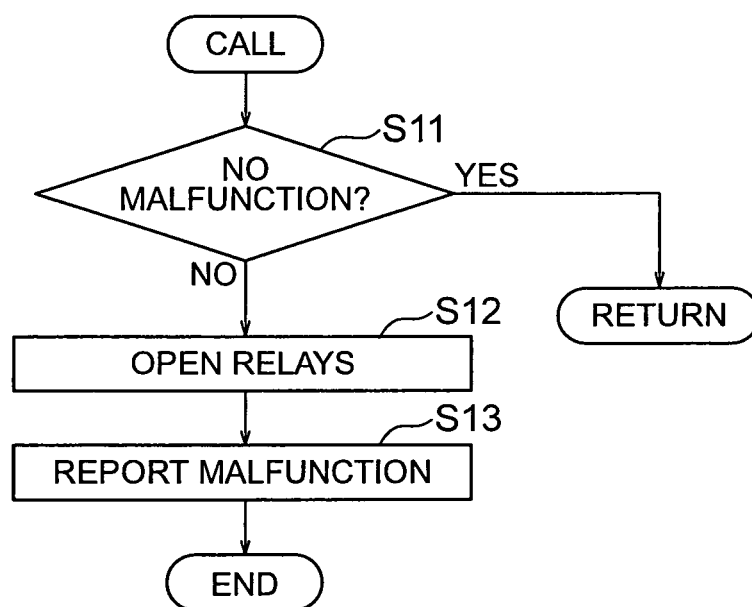 CALL
S11
NO
MALFUNCTION?
YES
NO
RETURN
S12
OPEN RELAYS
S13
REPORT MALFUNCTION
END